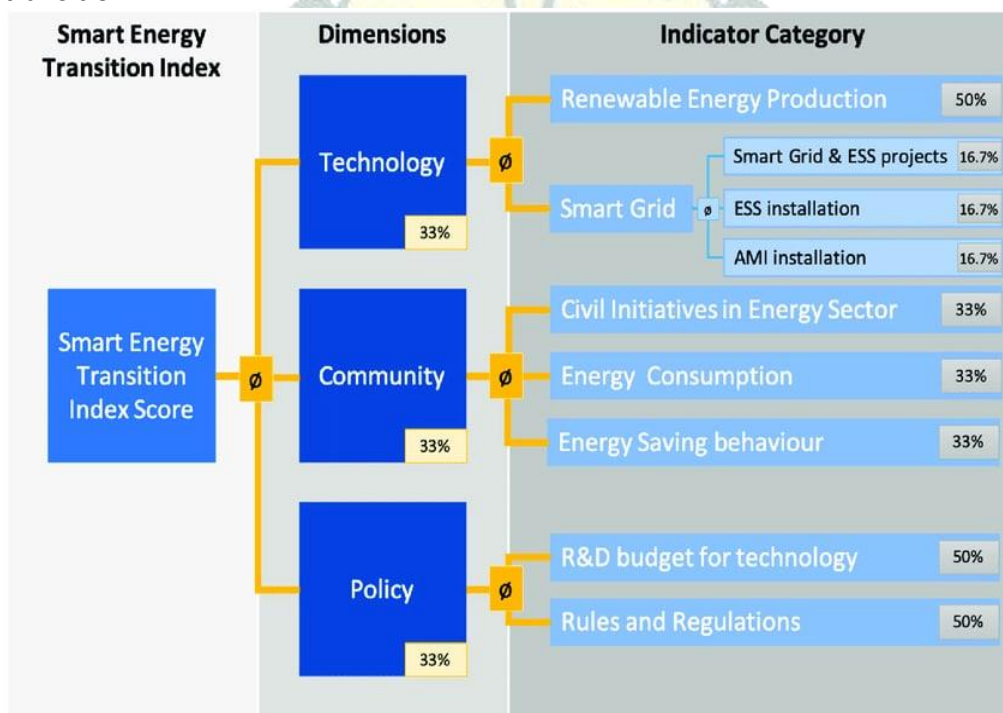 Smart Energy
Transition Index
Dimensions
Indicator Category
Smart Energy
Transition
Index Score
Ø
Technology
33%
Ø
Renewable Energy Production 50%
Smart Grid
Ø
Smart Grid & ESS projects 16.7%
ESS installation 16.7%
AMI installation 16.7%
Community
33%
Ø
Civil Initiatives in Energy Sector 33%
Energy Consumption 33%
Energy Saving behaviour 33%
Policy
33%
Ø
R&D budget for technology 50%
Rules and Regulations 50%